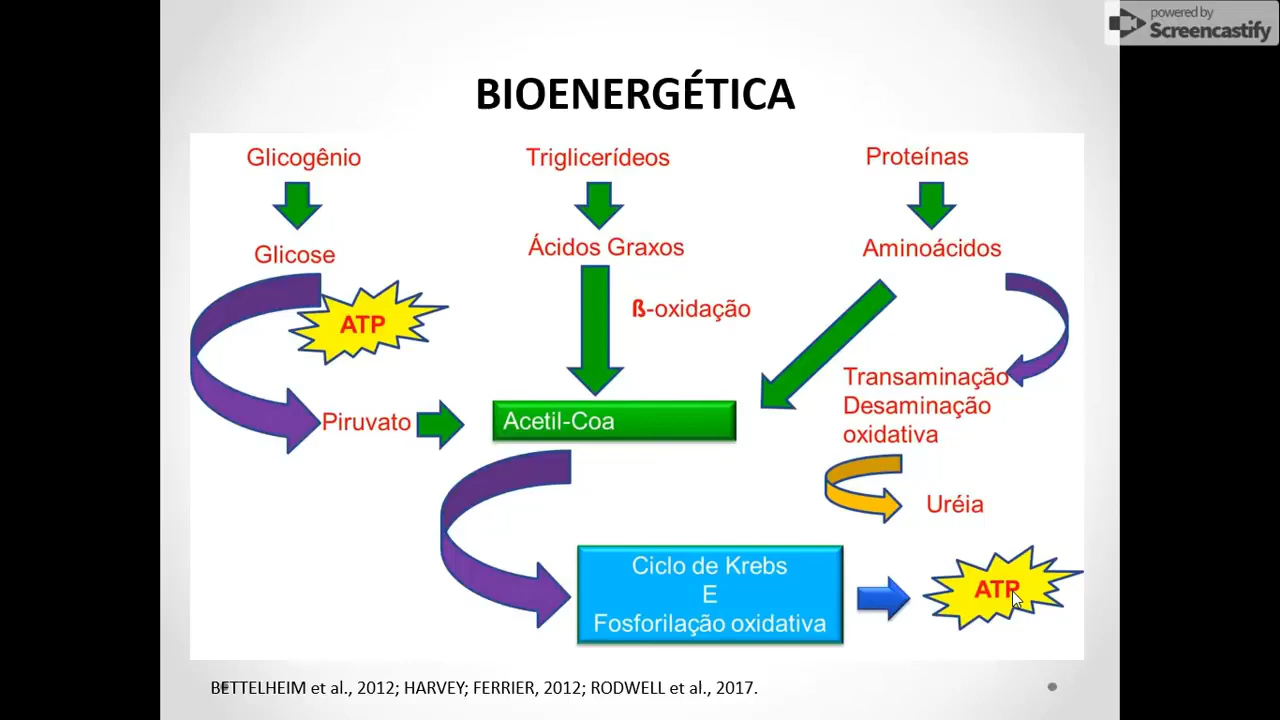 powered by
Screencastify
BIOENERGÉTICA
Glicogênio
Triglicerídeos
Proteínas
Glicose
Ácidos Graxos
Aminoácidos
ATP
ß-oxidação
Transaminação
Desaminação
oxidativa
Piruvato
Acetil-Coa
Uréia
Ciclo de Krebs
E
Fosforilação oxidativa
ATP
BETTELHEIM et al., 2012; HARVEY; FERRIER, 2012; RODWELL et al., 2017.